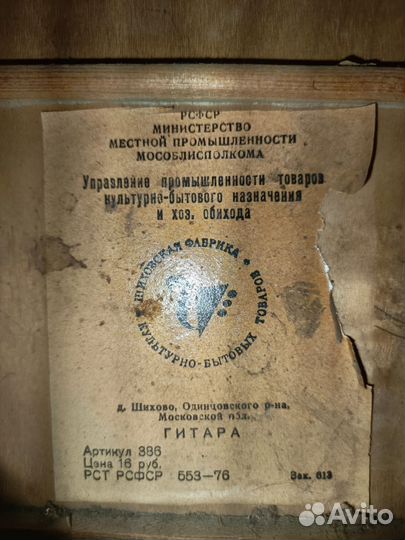 РСФСР
МИНИСТЕРСТВО
МЕСТНОЙ ПРОМЫШЛЕННОСТИ
МОСОБЛИСПОЛКОМА
Управление промышленности товаров
культурно-бытового назначения
и хоз. обихода
ШИХОВСКАЯ ФАБРИКА
КУЛЬТУРНО-БЫТОВЫХ ТОВАРОВ
д. Шихово, Одинцовского р-на,
Московской обл.
ГИТАРА
Артикул 386
Цена 16 руб.
РСТ РСФСР 553—76 Зак. 613
Avito